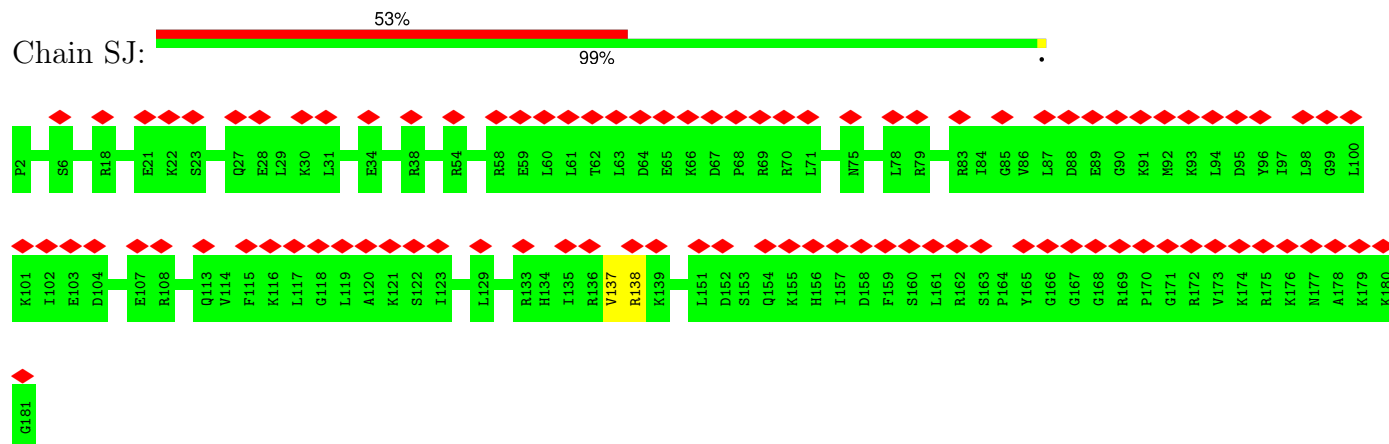 53%
Chain SJ:
99%
.
P2 S6 R18 E21 K22 S23 Q27 E28 L29 K30 L31 E34 R38 R54 R58 E59 L60 L61 T62 L63 D64 E65 K66 D67 P68 R69 R70 L71 N75 L78 R79 R83 I84 G85 V86 L87 D88 E89 G90 K91 M92 K93 L94 D95 Y96 I97 L98 G99 L100
K101 I102 E103 D104 E107 R108 Q113 V114 F115 K116 L117 G118 L119 A120 K121 S122 I123 L129 R133 H134 I135 R136 V137 R138 K139 L151 D152 S153 Q154 K155 H156 I157 D158 F159 S160 L161 R162 S163 P164 Y165 G166 G167 G168 R169 P170 G171 R172 V173 K174 R175 K176 N177 A178 K179 K180
G181